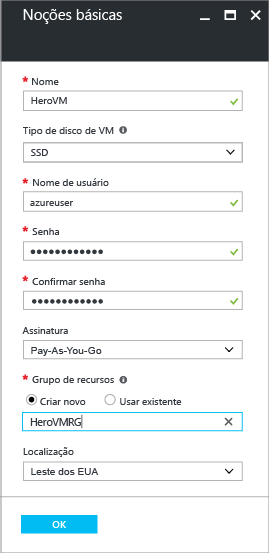 Noções básicas
* Nome
HeroVM
Tipo de disco de VM
SSD
* Nome de usuário
azureuser
* Senha
●●●●●●●●●●●●
* Confirmar senha
●●●●●●●●●●●●
Assinatura
Pay-As-You-Go
* Grupo de recursos
Criar novo Usar existente
HeroVMRG
Localização
Leste dos EUA
OK